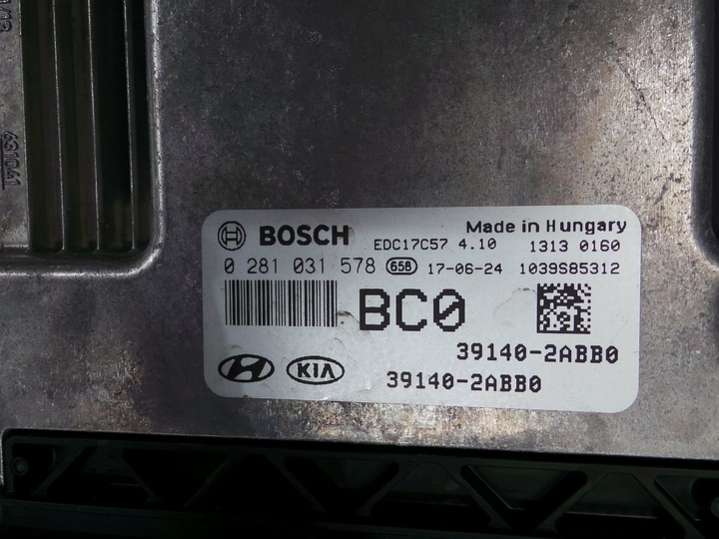 BOSCH
Made in Hungary
EDC17C57 4.10 1313 0160
0 281 031 578 65B 17-06-24 1039S85312
BC0
39140-2ABB0
KIA 39140-2ABB0